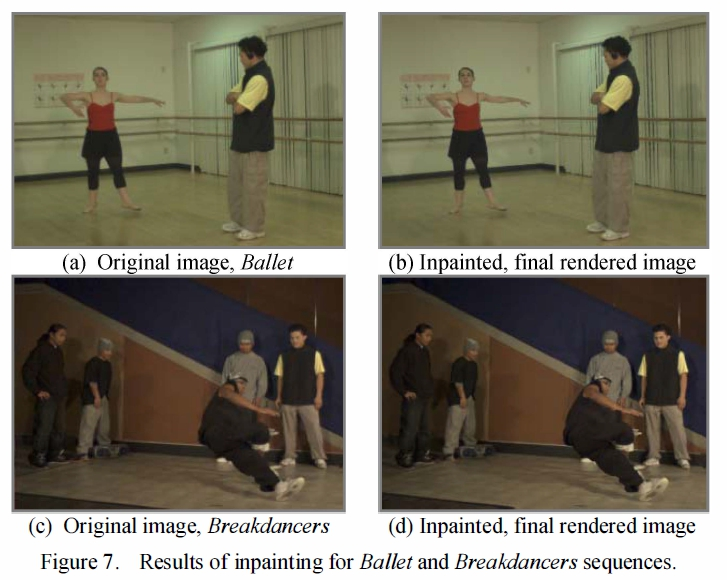 (a) Original image, Ballet
(b) Inpainted, final rendered image
(c) Original image, Breakdancers
(d) Inpainted, final rendered image
Figure 7. Results of inpainting for Ballet and Breakdancers sequences.